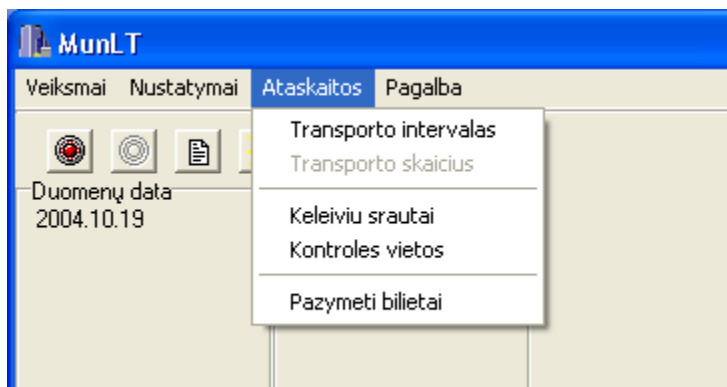 MunLT
Veiksmai Nustatymai Ataskaitos Pagalba
Transporto intervalas
Transporto skaicius
Keleiviu srautai
Kontroles vietos
Pazymeti bilietai
Duomenų data
2004.10.19